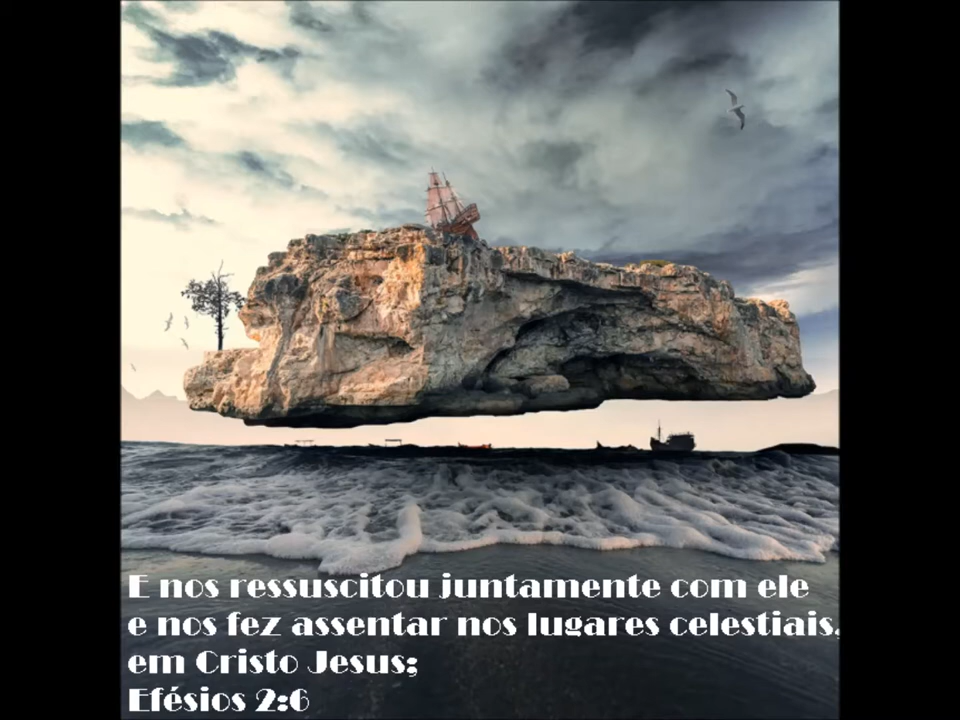 E nos ressuscitou juntamente com ele
e nos fez assentar nos lugares celestiais,
em Cristo Jesus;
Efésios 2:6